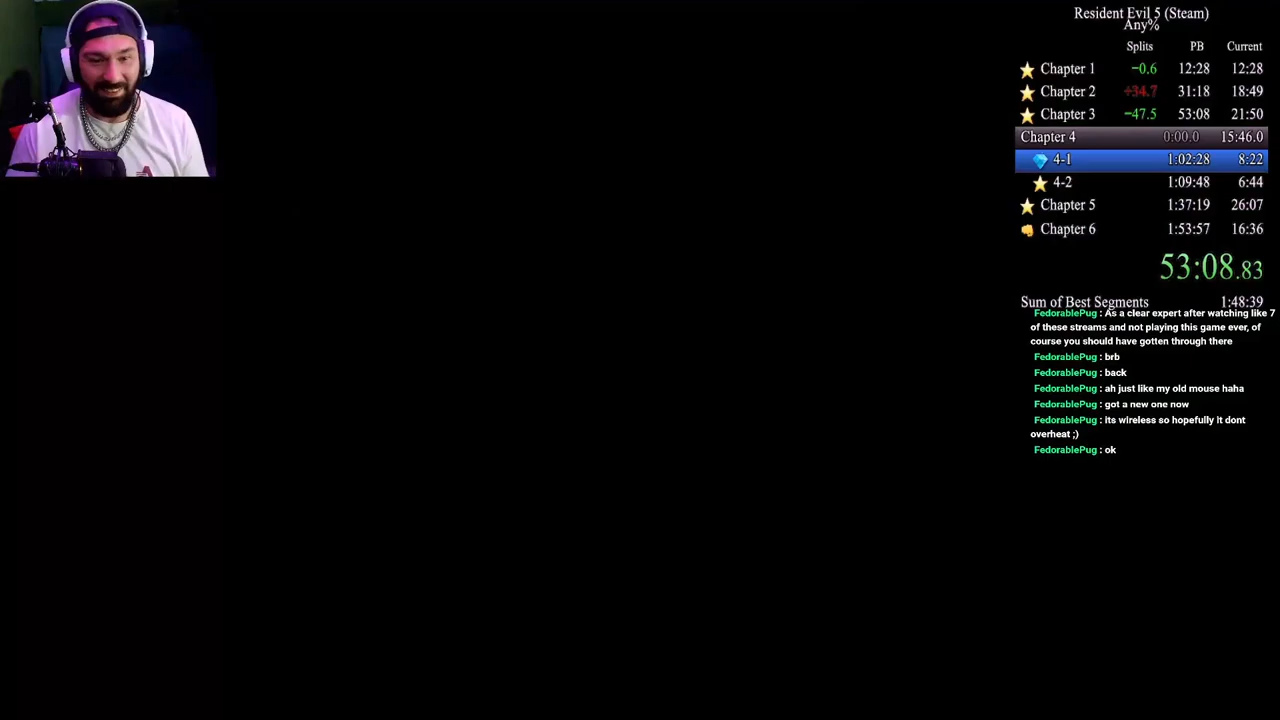 Resident Evil 5 (Steam)
Any%
Splits PB Current
Chapter 1 −0.6 12:28 12:28
Chapter 2 +34.7 31:18 18:49
Chapter 3 −47.5 53:08 21:50
Chapter 4 0:00.0 15:46.0
4-1 1:02:28 8:22
4-2 1:09:48 6:44
Chapter 5 1:37:19 26:07
Chapter 6 1:53:57 16:36
53:08.83
Sum of Best Segments 1:48:39
FedorablePug : As a clear expert after watching like 7
of these streams and not playing this game ever, of
course you should have gotten through there
FedorablePug : brb
FedorablePug : back
FedorablePug : ah just like my old mouse haha
FedorablePug : got a new one now
FedorablePug : its wireless so hopefully it dont
overheat ;)
FedorablePug : ok